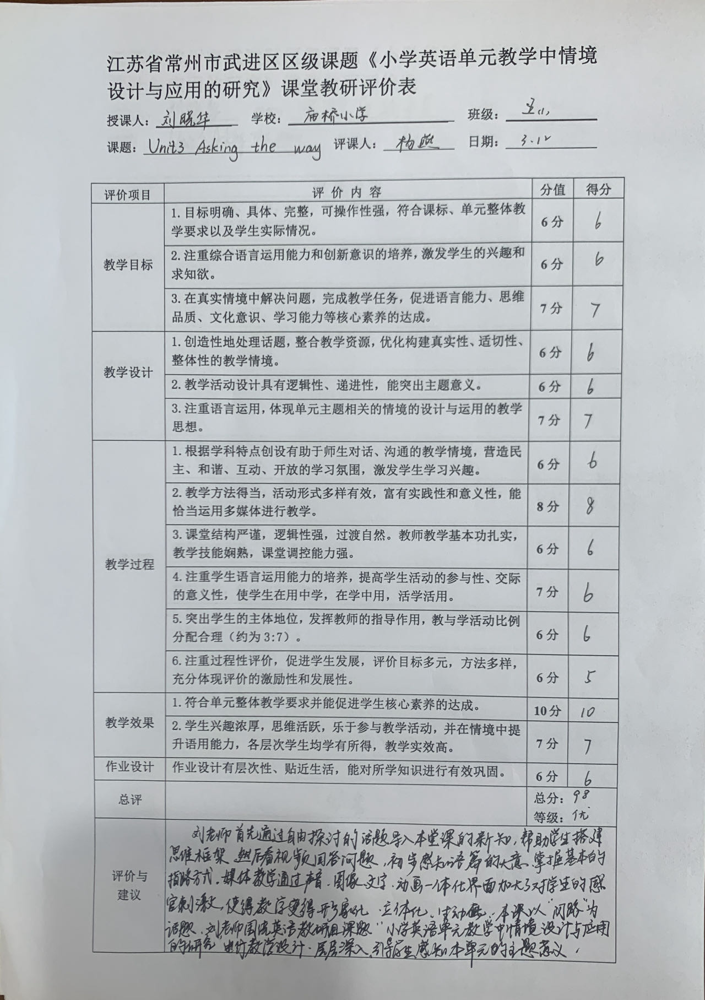 江苏省常州市武进区区级课题《小学英语单元教学中情境
设计与应用的研究》课堂教研评价表
授课人：刘晓华 学校：庙桥小学 班级：五(1)
课题：Unit3 Asking the way 评课人：杨燕 日期：3.12
评价项目 评价内容 分值 得分
教学目标
1.目标明确、具体、完整，可操作性强，符合课标、单元整体教
学要求以及学生实际情况。
6分 6
2.注重综合语言运用能力和创新意识的培养，激发学生的兴趣和
求知欲。
6分 6
3.在真实情境中解决问题，完成教学任务，促进语言能力、思维
品质、文化意识、学习能力等核心素养的达成。
7分 7
教学设计
1.创造性地处理话题，整合教学资源，优化构建真实性、适切性、
整体性的教学情境。
6分 6
2.教学活动设计具有逻辑性、递进性，能突出主题意义。 6分 6
3.注重语言运用，体现单元主题相关的情境的设计与运用的教学
思想。
7分 7
教学过程
1.根据学科特点创设有助于师生对话、沟通的教学情境，营造民
主、和谐、互动、开放的学习氛围，激发学生学习兴趣。
6分 6
2.教学方法得当，活动形式多样有效，富有实践性和意义性，能
恰当运用多媒体进行教学。
8分 8
3.课堂结构严谨，逻辑性强，过渡自然。教师教学基本功扎实，
教学技能娴熟，课堂调控能力强。
6分 6
4.注重学生语言运用能力的培养，提高学生活动的参与性、交际
的意义性，使学生在用中学，在学中用，活学活用。
7分 6
5.突出学生的主体地位，发挥教师的指导作用，教与学活动比例
分配合理（约为3:7）。
6分 6
6.注重过程性评价，促进学生发展，评价目标多元，方法多样，
充分体现评价的激励性和发展性。
6分 5
教学效果
1.符合单元整体教学要求并能促进学生核心素养的达成。 10分 10
2.学生兴趣浓厚，思维活跃，乐于参与教学活动，并在情境中提
升语用能力，各层次学生均学有所得，教学实效高。
7分 7
作业设计 作业设计有层次性、贴近生活，能对所学知识进行有效巩固。 6分 6
总评 总分：98
等级：优
评价与
建议
刘老师首先通过自由探讨的话题导入本堂课的新知，帮助学生搭建
思维框架，然后看视频回答问题，初步感知语篇的大意，掌握基本的
指路方式。媒体教学通过声音、图像、文字、动画一体化界面加大了对学生的感
官刺激，使得教学变得形象化、立体化、生动。本课以“问路”为
话题，刘老师围绕英语教研组课题“小学英语单元教学中情境设计与应用
的研究 进行教学设计，层层深入，引导学生感知本单元的主题意义。